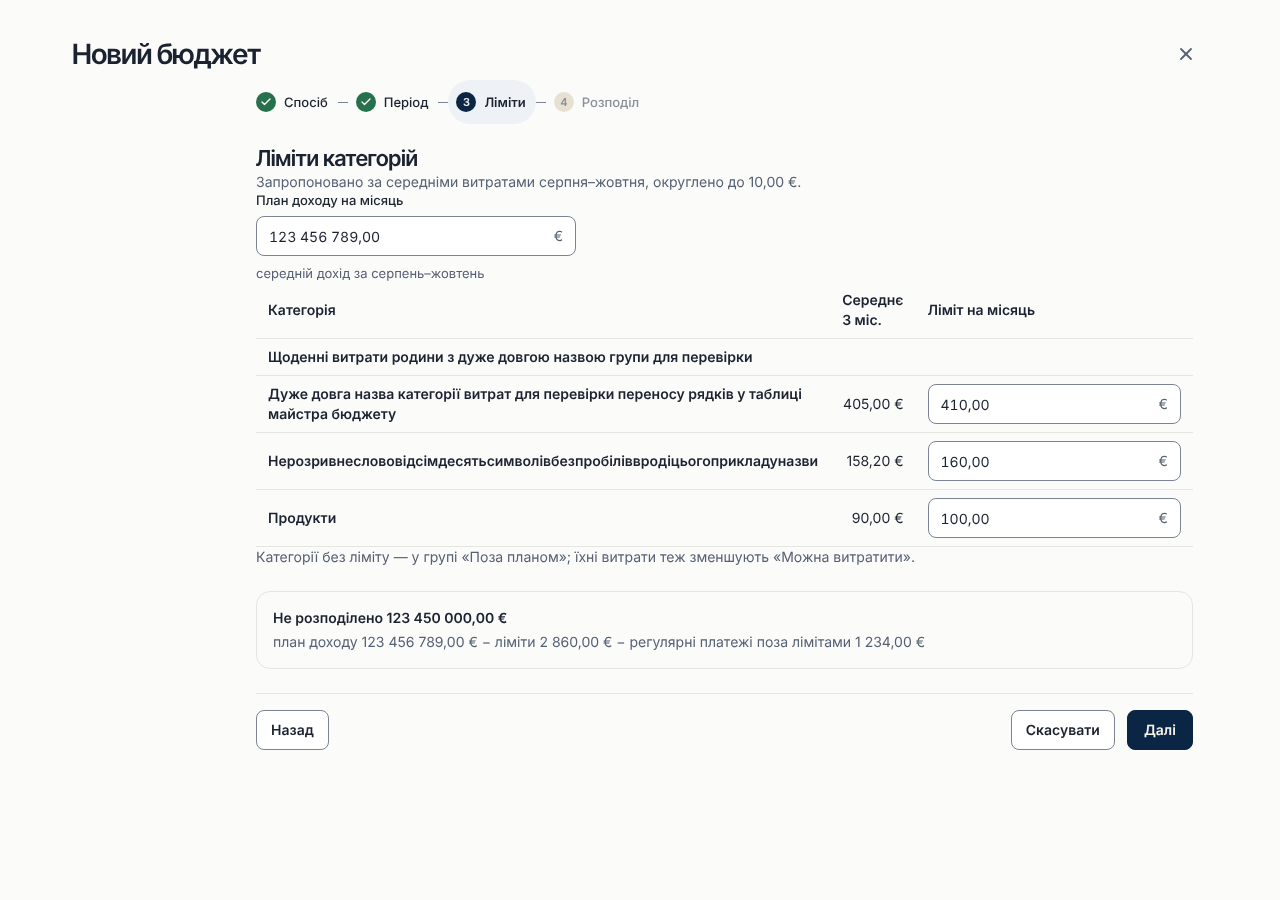 Новий бюджет
Спосіб — Період — 3 Ліміти — 4 Розподіл
Ліміти категорій
Запропоновано за середніми витратами серпня–жовтня, округлено до 10,00 €.
План доходу на місяць
123 456 789,00 €
середній дохід за серпень–жовтень
Категорія Середнє 3 міс. Ліміт на місяць
Щоденні витрати родини з дуже довгою назвою групи для перевірки
Дуже довга назва категорії витрат для перевірки переносу рядків у таблиці
майстра бюджету
405,00 € 410,00 €
Нерозривнеслововідсімдесятьсимволівбезпробілівродіцьогоприкладуназви 158,20 € 160,00 €
Продукти 90,00 € 100,00 €
Категорії без ліміту — у групі «Поза планом»; їхні витрати теж зменшують «Можна витратити».
Не розподілено 123 450 000,00 €
план доходу 123 456 789,00 € − ліміти 2 860,00 € − регулярні платежі поза лімітами 1 234,00 €
Назад Скасувати Далі